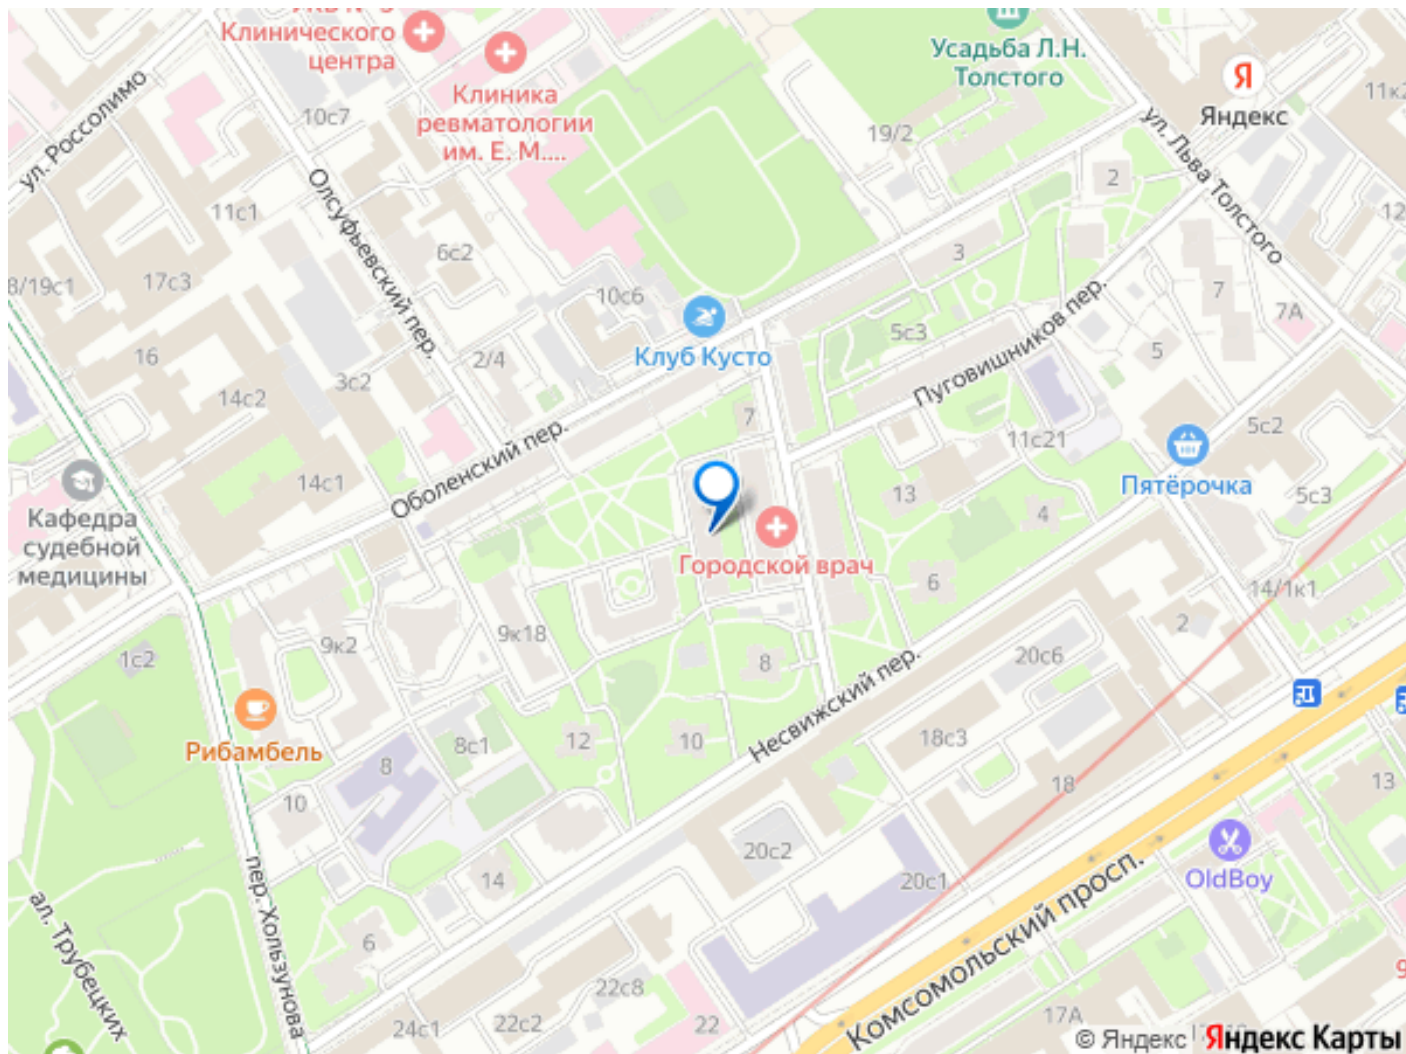 Клинического
центра
Клиника
ревматологии
им. Е. М....
Усадьба Л.Н.
Толстого
Яндекс
11к2
ул. Россолимо
10с7
19/2
ул. Льва Толстого
2
12
Олсуфьевский пер.
11с1
6с2
3
8/19с1
17с3
10с6
7
7А
Клуб Кусто
5с3
Пуговишников пер.
5
16
2/4
3с2
14с2
7
11с21
5с2
Оболенский пер.
Пятёрочка
14с1
13
5с3
4
Кафедра
судебной
медицины
Городской врач
6
14/1к1
9к18
2
9к2
1с2
8
20с6
Несвижский пер.
Рибамбель
8с1
12
10
18с3
8
18
13
10
20с2
14
20с1
OldBoy
пер. Хользунова
ал. Трубецких
6
Комсомольский просп.
22с8
24с1
22с2
22
17А
9
© Яндекс
Яндекс Карты